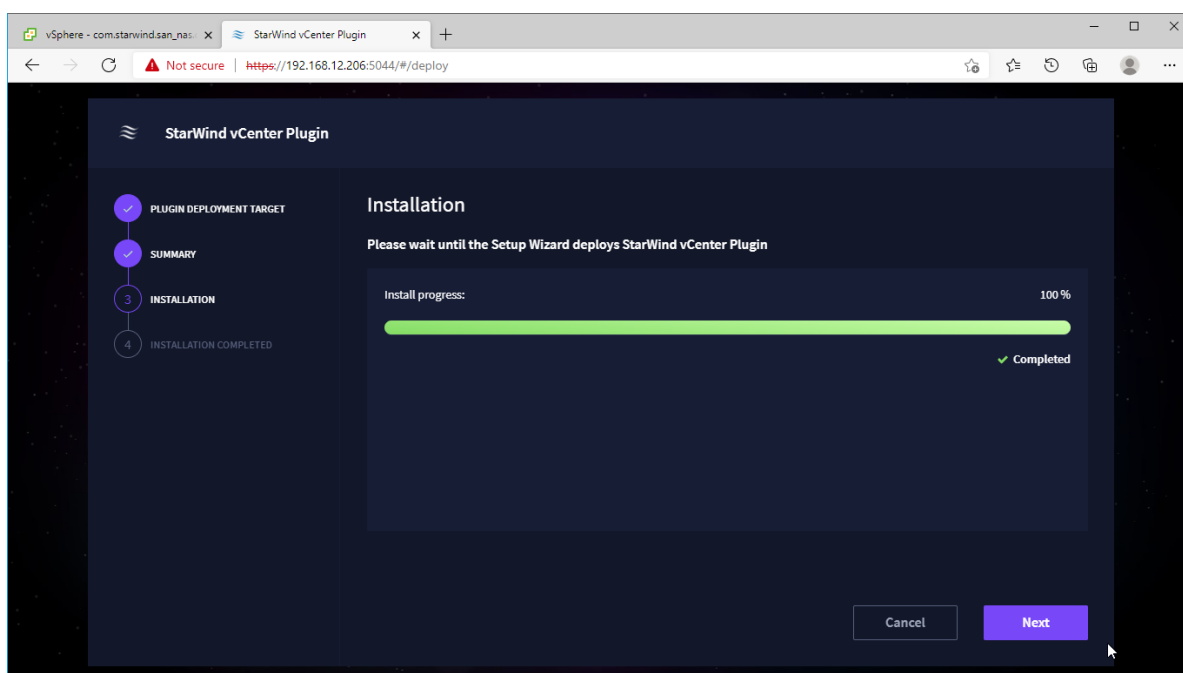 vSphere - com.starwind.san_nas.
StarWind vCenter Plugin
Not secure
https://192.168.12.206:5044/#/deploy
StarWind vCenter Plugin
PLUGIN DEPLOYMENT TARGET
SUMMARY
3 INSTALLATION
4 INSTALLATION COMPLETED
Installation
Please wait until the Setup Wizard deploys StarWind vCenter Plugin
Install progress:
100 %
Completed
Cancel
Next